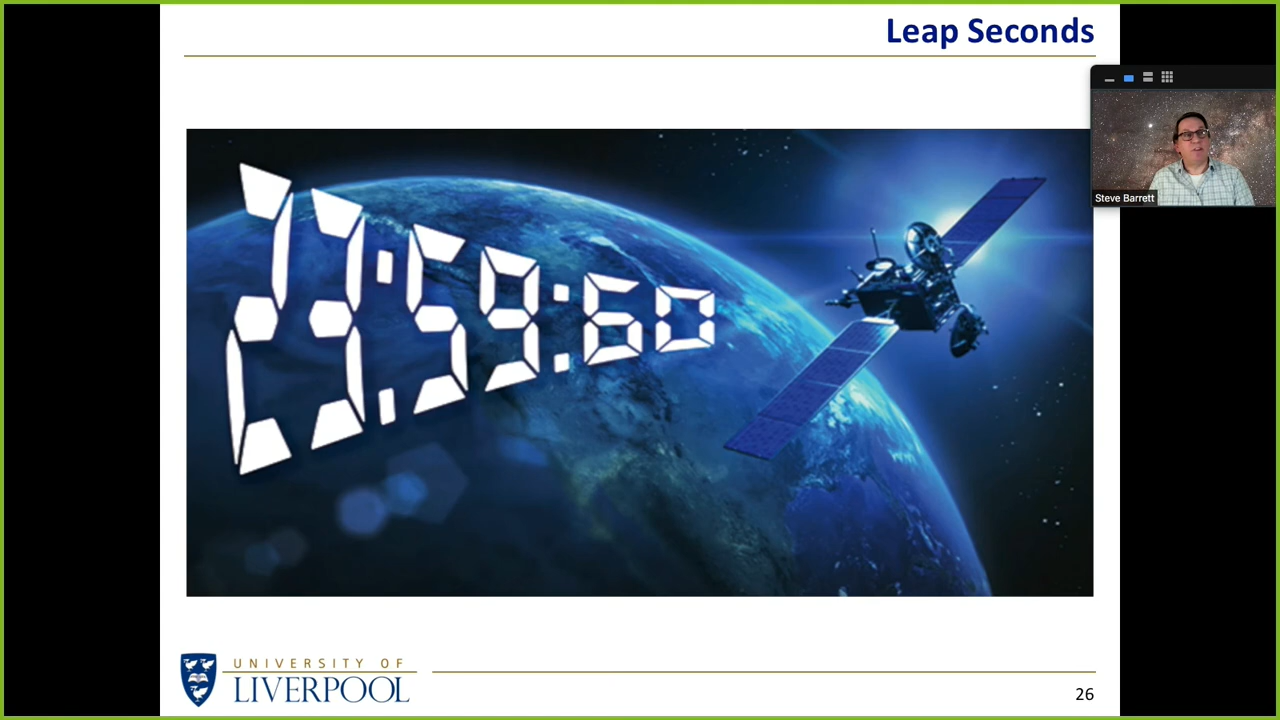 Leap Seconds
Steve Barrett
23:59:60
UNIVERSITY OF
LIVERPOOL
26